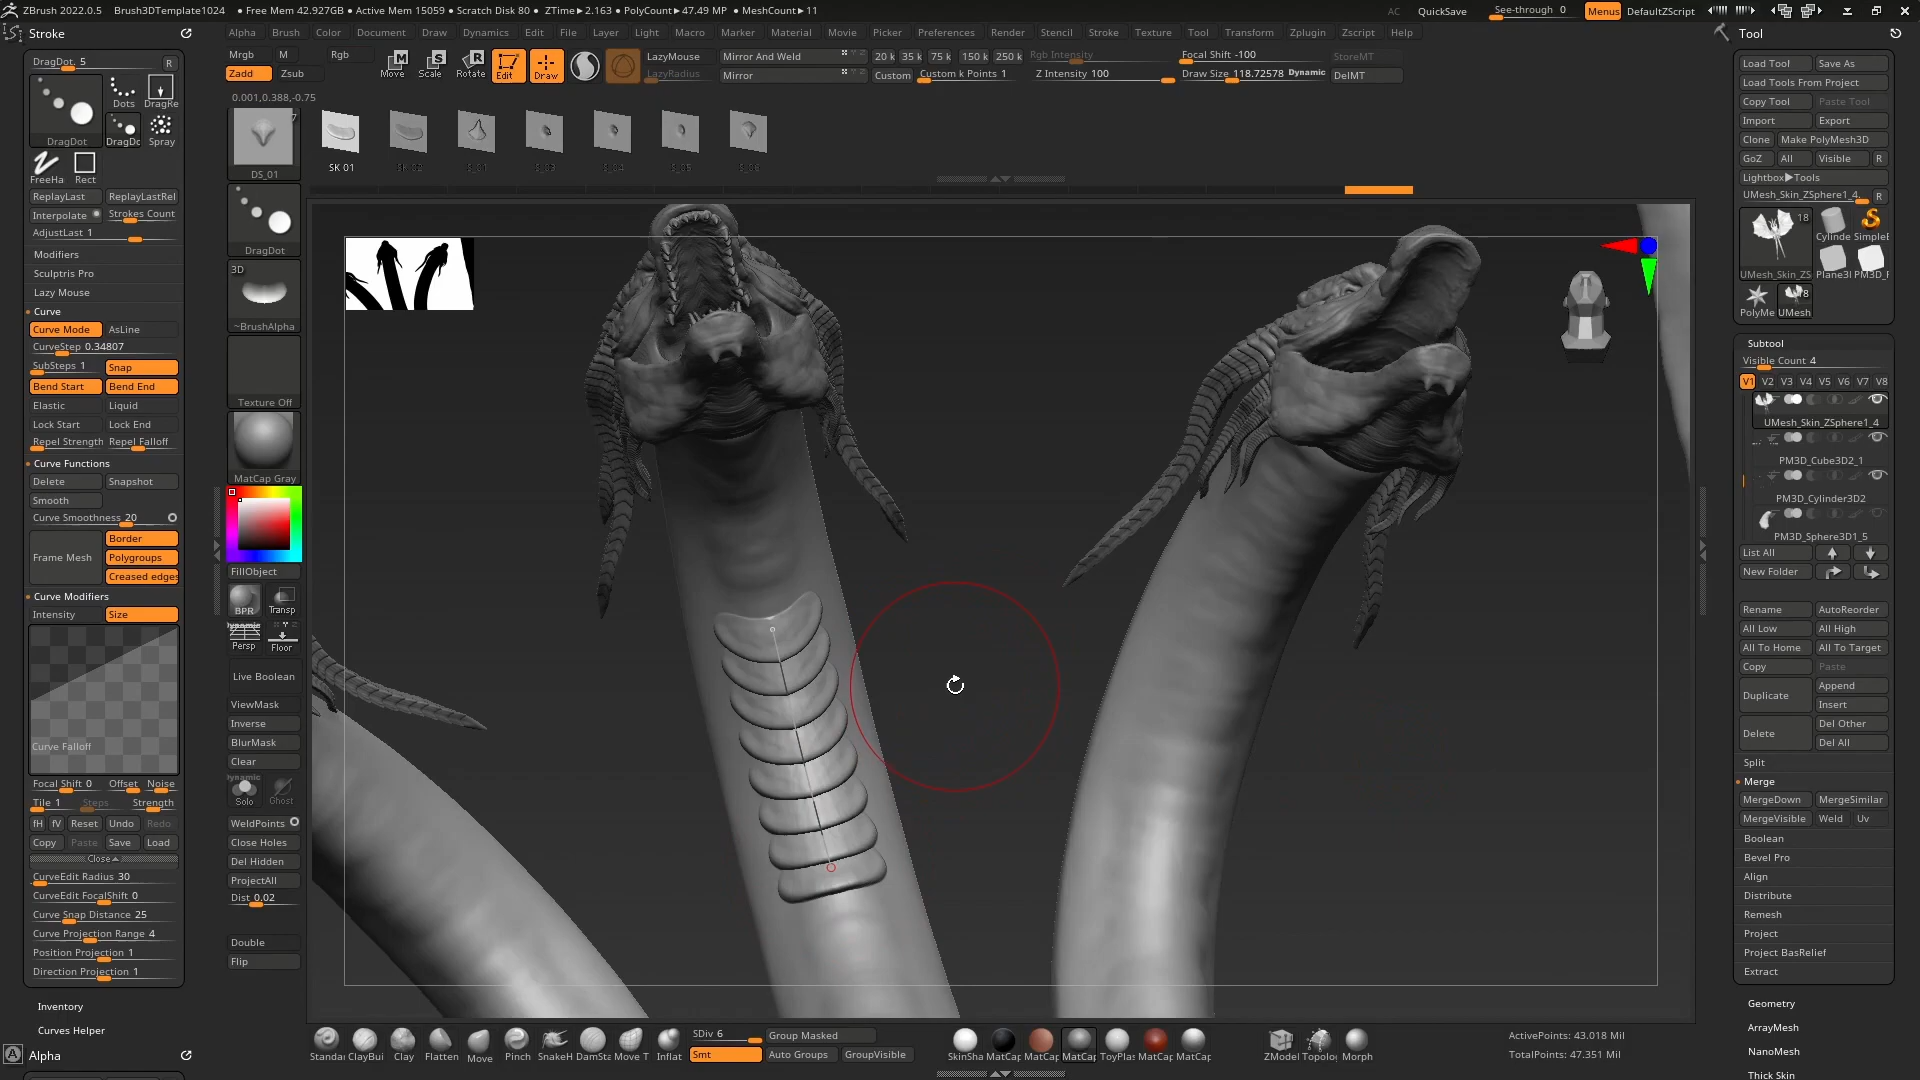 ZBrush 2022.0.5 Brush3DTemplate1024 • Free Mem 42.927GB • Active Mem 15059 • Scratch Disk 80 • ZTime▸2.163 • PolyCount▸47.49 MP • MeshCount▸11
AC QuickSave See-through 0 Menus DefaultZScript
Alpha Brush Color Document Draw Dynamics Edit File Layer Light Macro Marker Material Movie Picker Preferences Render Stencil Stroke Texture Tool Transform Zplugin Zscript Help
Stroke
DragDot. 5
R
DragDot
Dots
DragRe
DragDc
Spray
FreeHa
Rect
ReplayLast ReplayLastRel
Interpolate Strokes Count
AdjustLast 1
Modifiers
Sculptris Pro
Lazy Mouse
Curve
Curve Mode AsLine
CurveStep 0.34807
SubSteps 1 Snap
Bend Start Bend End
Elastic Liquid
Lock Start Lock End
Repel Strength Repel Falloff
Curve Functions
Delete Snapshot
Smooth
Curve Smoothness 20
Frame Mesh
Border
Polygroups
Creased edges
Curve Modifiers
Intensity Size
Curve Falloff
Focal Shift 0 Offset Noise
Tile 1 Steps Strength
fH fV Reset Undo Redo
Copy Paste Save Load
Close
CurveEdit Radius 30
CurveEdit FocalShift 0
Curve Snap Distance 25
Curve Projection Range 4
Position Projection 1
Direction Projection 1
Inventory
Curves Helper
Alpha
Mrgb M Rgb
Zadd Zsub
Move Scale Rotate Edit Draw
LazyMouse
LazyRadius
Mirror And Weld
Mirror
20 k 35 k 75 k 150 k 250 k
Custom Custom k Points 1
Rgb Intensity
Z Intensity 100
Focal Shift -100
Draw Size 118.72578 Dynamic
StoreMT
DelMT
0.001,0.388,-0.75
7
DS_01
SK 01
DragDot
3D
~BrushAlpha
Texture Off
MatCap Gray
FillObject
BPR Transp
Dynamic
Persp Floor
Live Boolean
ViewMask
Inverse
BlurMask
Clear
Dynamic
Solo Ghost
WeldPoints
Close Holes
Del Hidden
ProjectAll
Dist 0.02
Double
Flip
Standar ClayBui Clay Flatten Move Pinch SnakeH DamSta Move T Inflat
SDiv 6
Smt
Group Masked
Auto Groups GroupVisible
SkinSha MatCap MatCap MatCap ToyPlas MatCap MatCap
ZModel Topolog Morph
ActivePoints: 43.018 Mil
TotalPoints: 47.351 Mil
Tool
Load Tool Save As
Load Tools From Project
Copy Tool Paste Tool
Import Export
Clone Make PolyMesh3D
GoZ All Visible R
Lightbox▶Tools
UMesh_Skin_ZSphere1_4. R
18
UMesh_Skin_ZS
Cylinde
SimpleB
Plane3I
PM3D_F
PolyMe
18
UMesh
Subtool
Visible Count 4
V1 V2 V3 V4 V5 V6 V7 V8
UMesh_Skin_ZSphere1_4
PM3D_Cube3D2_1
PM3D_Cylinder3D2
PM3D_Sphere3D1_5
List All
New Folder
Rename AutoReorder
All Low All High
All To Home All To Target
Copy Paste
Duplicate
Append
Insert
Delete
Del Other
Del All
Split
Merge
MergeDown MergeSimilar
MergeVisible Weld Uv
Boolean
Bevel Pro
Align
Distribute
Remesh
Project
Project BasRelief
Extract
Geometry
ArrayMesh
NanoMesh
Thick Skin